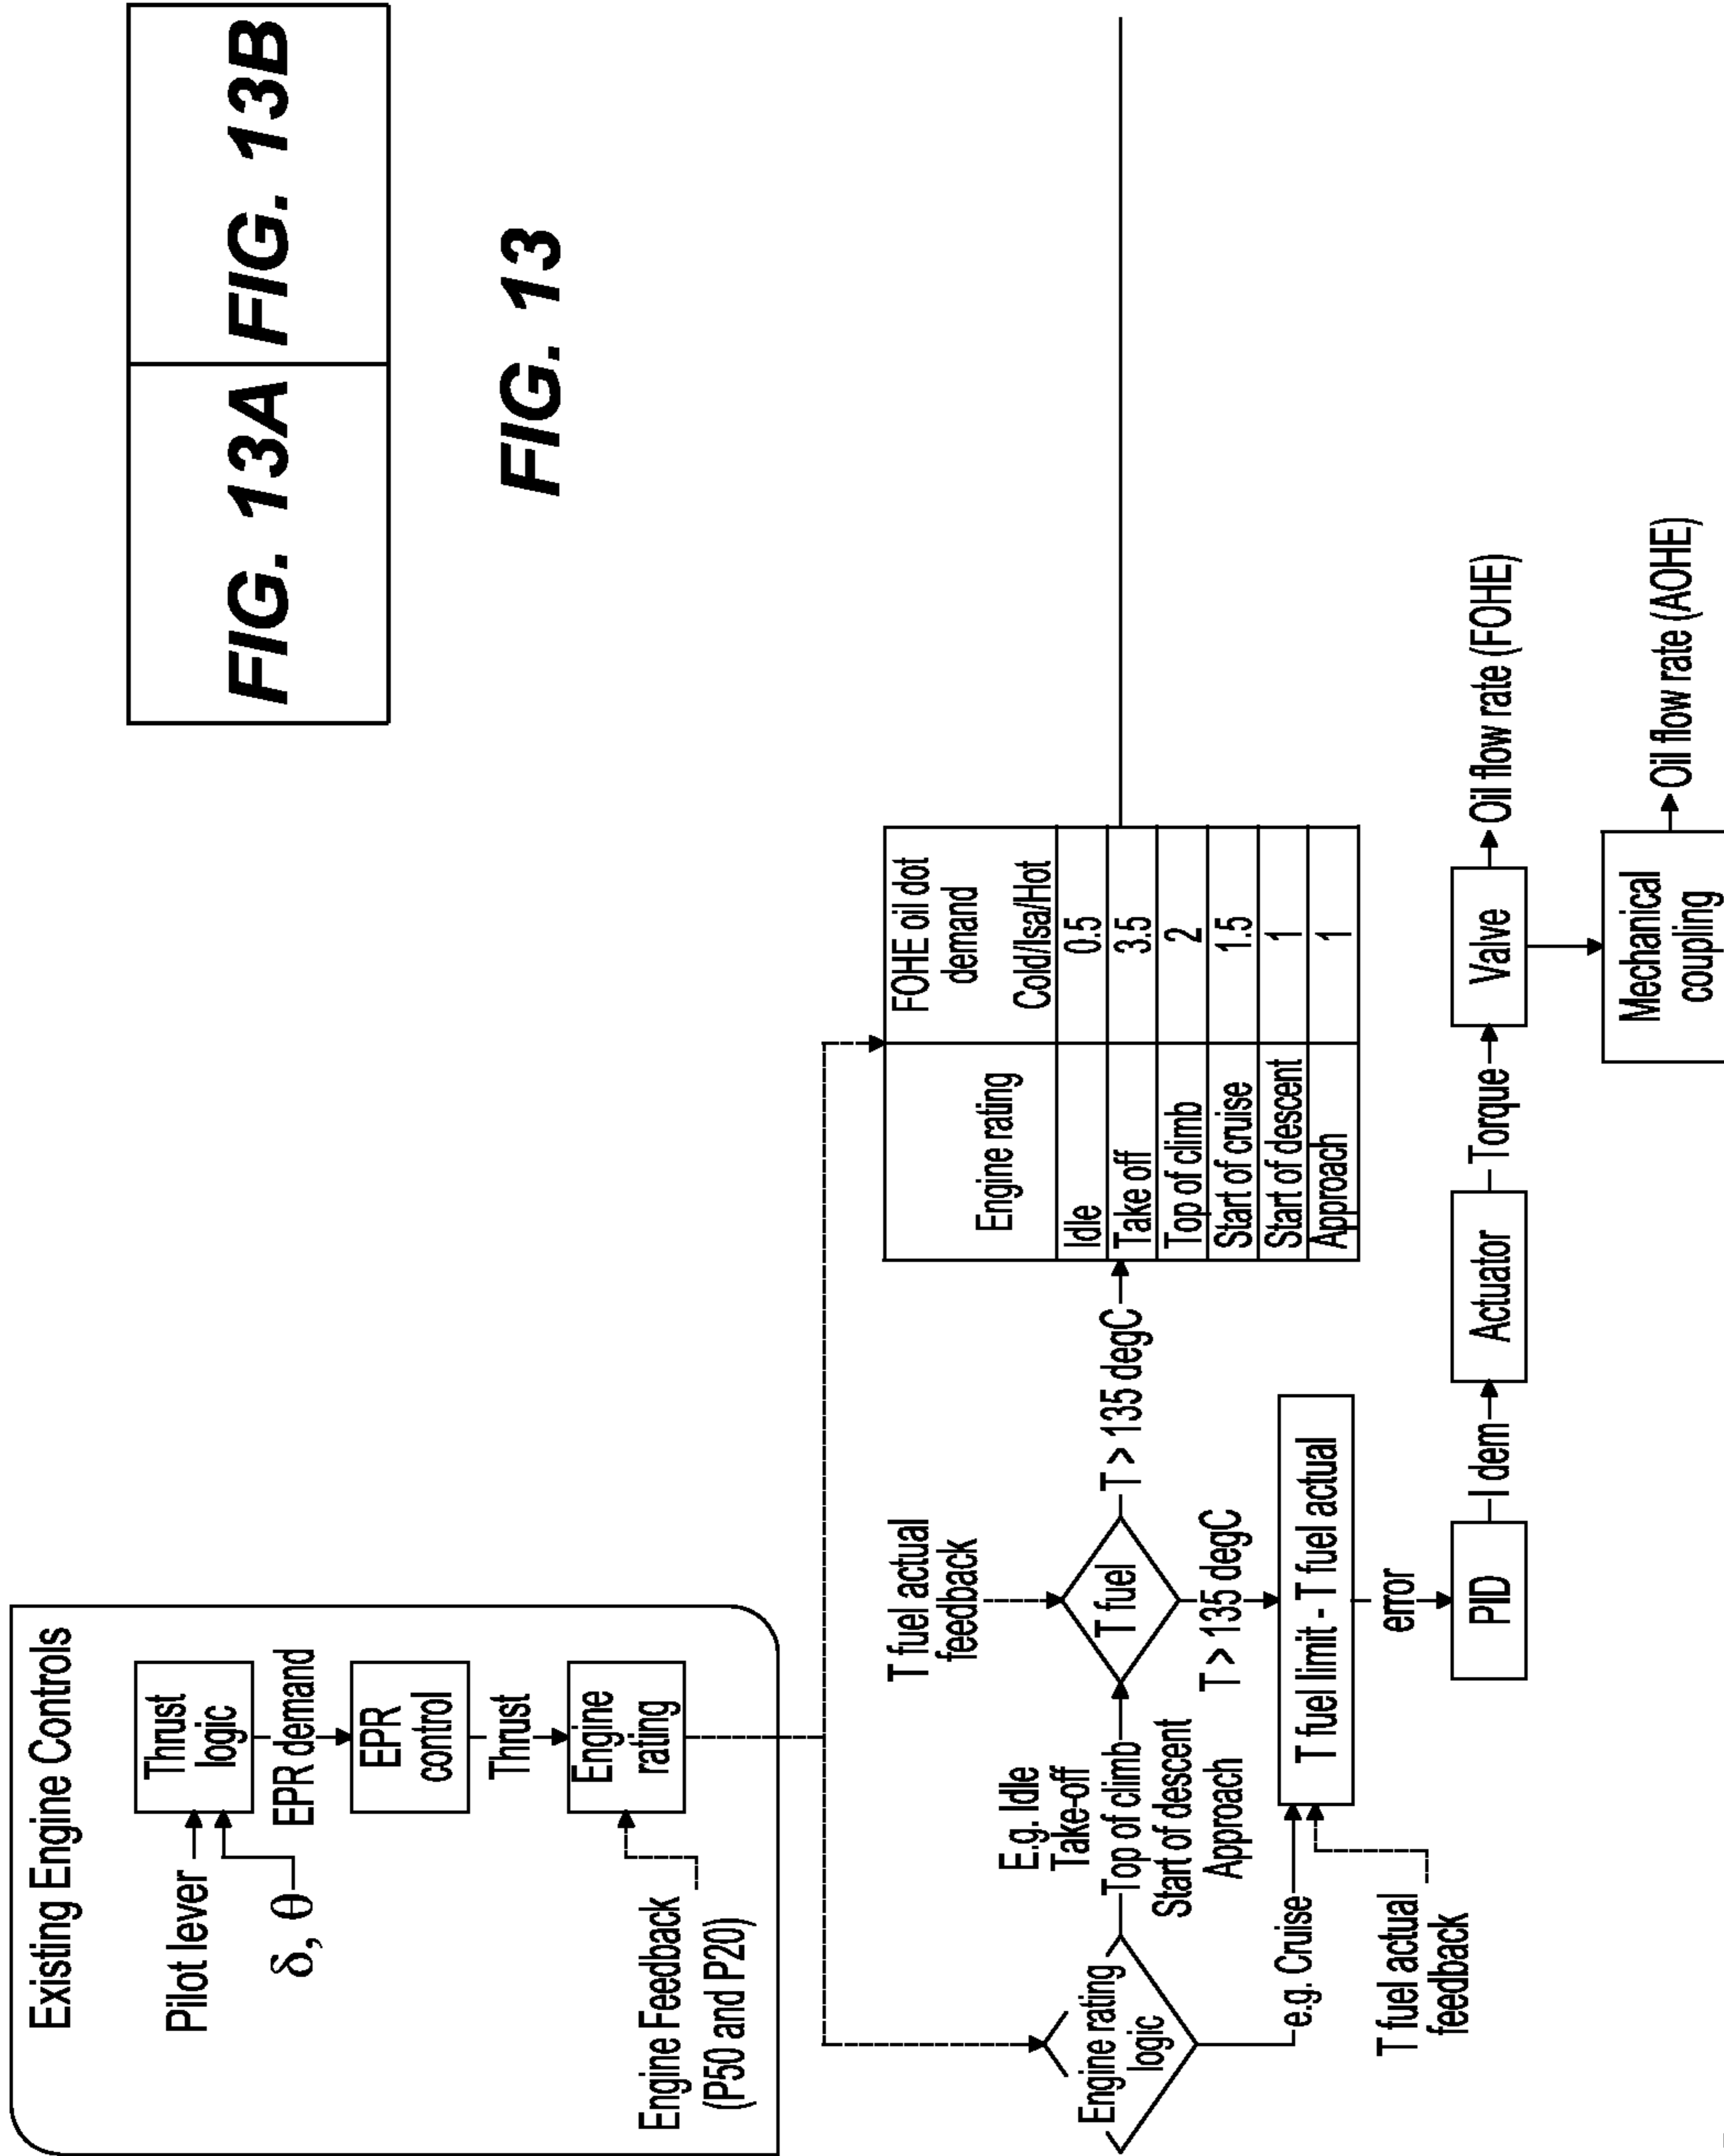 FIG. 13A
FIG. 13B
FIG. 13
Existing Engine Controls
Pilot lever
δ, θ
Thrust
logic
EPR demand
EPR
control
Thrust
Engine
rating
Engine Feedback
(P50 and P20)
Engine rating
logic
E.g. Idle
Take-off
Top of climb
Start of descent
Approach
e.g. Cruise
T fuel actual
feedback
T fuel actual
feedback
T fuel
T > 135 degC
T > 135 degC
T fuel limit - T fuel actual
error
PID
I dem
Actuator
Torque
Valve
Oil flow rate (FOHE)
Mechanical
coupling
Oil flow rate (AOHE)
FOHE oil dot
demand
Engine rating
Cold/Isa/Hot
Idle 0.5
Take off 3.5
Top of climb 2
Start of cruise 1.5
Start of descent 1
Approach 1